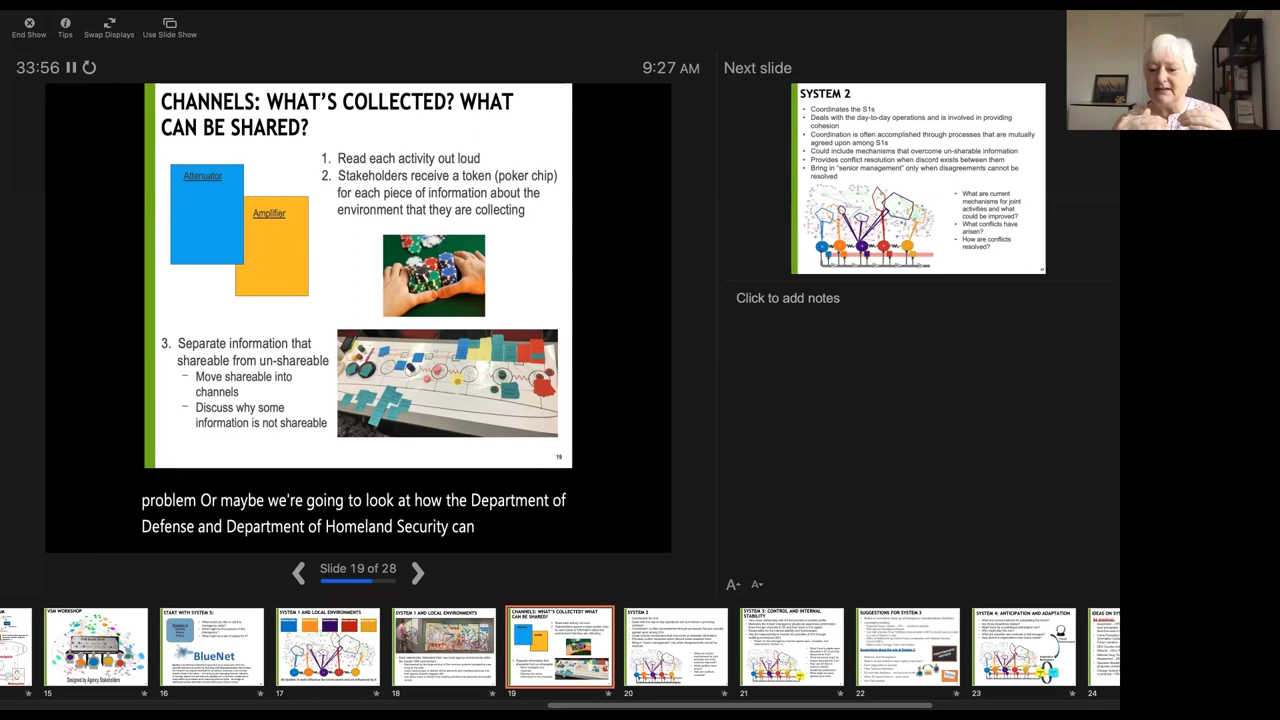 End Show
Tips
Swap Displays
Use Slide Show
33:56
9:27 AM
CHANNELS: WHAT'S COLLECTED? WHAT
CAN BE SHARED?
Attenuator
Amplifier
1. Read each activity out loud
2. Stakeholders receive a token (poker chip)
for each piece of information about the
environment that they are collecting
3. Separate information that
shareable from un-shareable
– Move shareable into
channels
– Discuss why some
information is not shareable
19
problem Or maybe we're going to look at how the Department of
Defense and Department of Homeland Security can
Slide 19 of 28
Next slide
SYSTEM 2
• Coordinates the S1s
• Deals with the day-to-day operations and is involved in providing
cohesion
• Coordination is often accomplished through processes that are mutually
agreed upon among S1s
• Could include mechanisms that overcome un-sharable information
• Provides conflict resolution when discord exists between them
• Bring in "senior management" only when disagreements cannot be
resolved
• What are current
mechanisms for joint
activities and what
could be improved?
• What conflicts have
arisen?
• How are conflicts
resolved?
Click to add notes
A A
VSM WORKSHOP
Designed by Agency Stakeholders
15
START WITH SYSTEM 5:
BlueNet
16
SYSTEM 1 AND LOCAL ENVIRONMENTS
17
SYSTEM 1 AND LOCAL ENVIRONMENTS
18
CHANNELS: WHAT'S COLLECTED? WHAT
CAN BE SHARED?
Attenuator
Amplifier
19
SYSTEM 2
20
SYSTEM 3: CONTROL AND INTERNAL
STABILITY
21
SUGGESTIONS FOR SYSTEM 3
22
SYSTEM 4: ANTICIPATION AND ADAPTATION
23
24